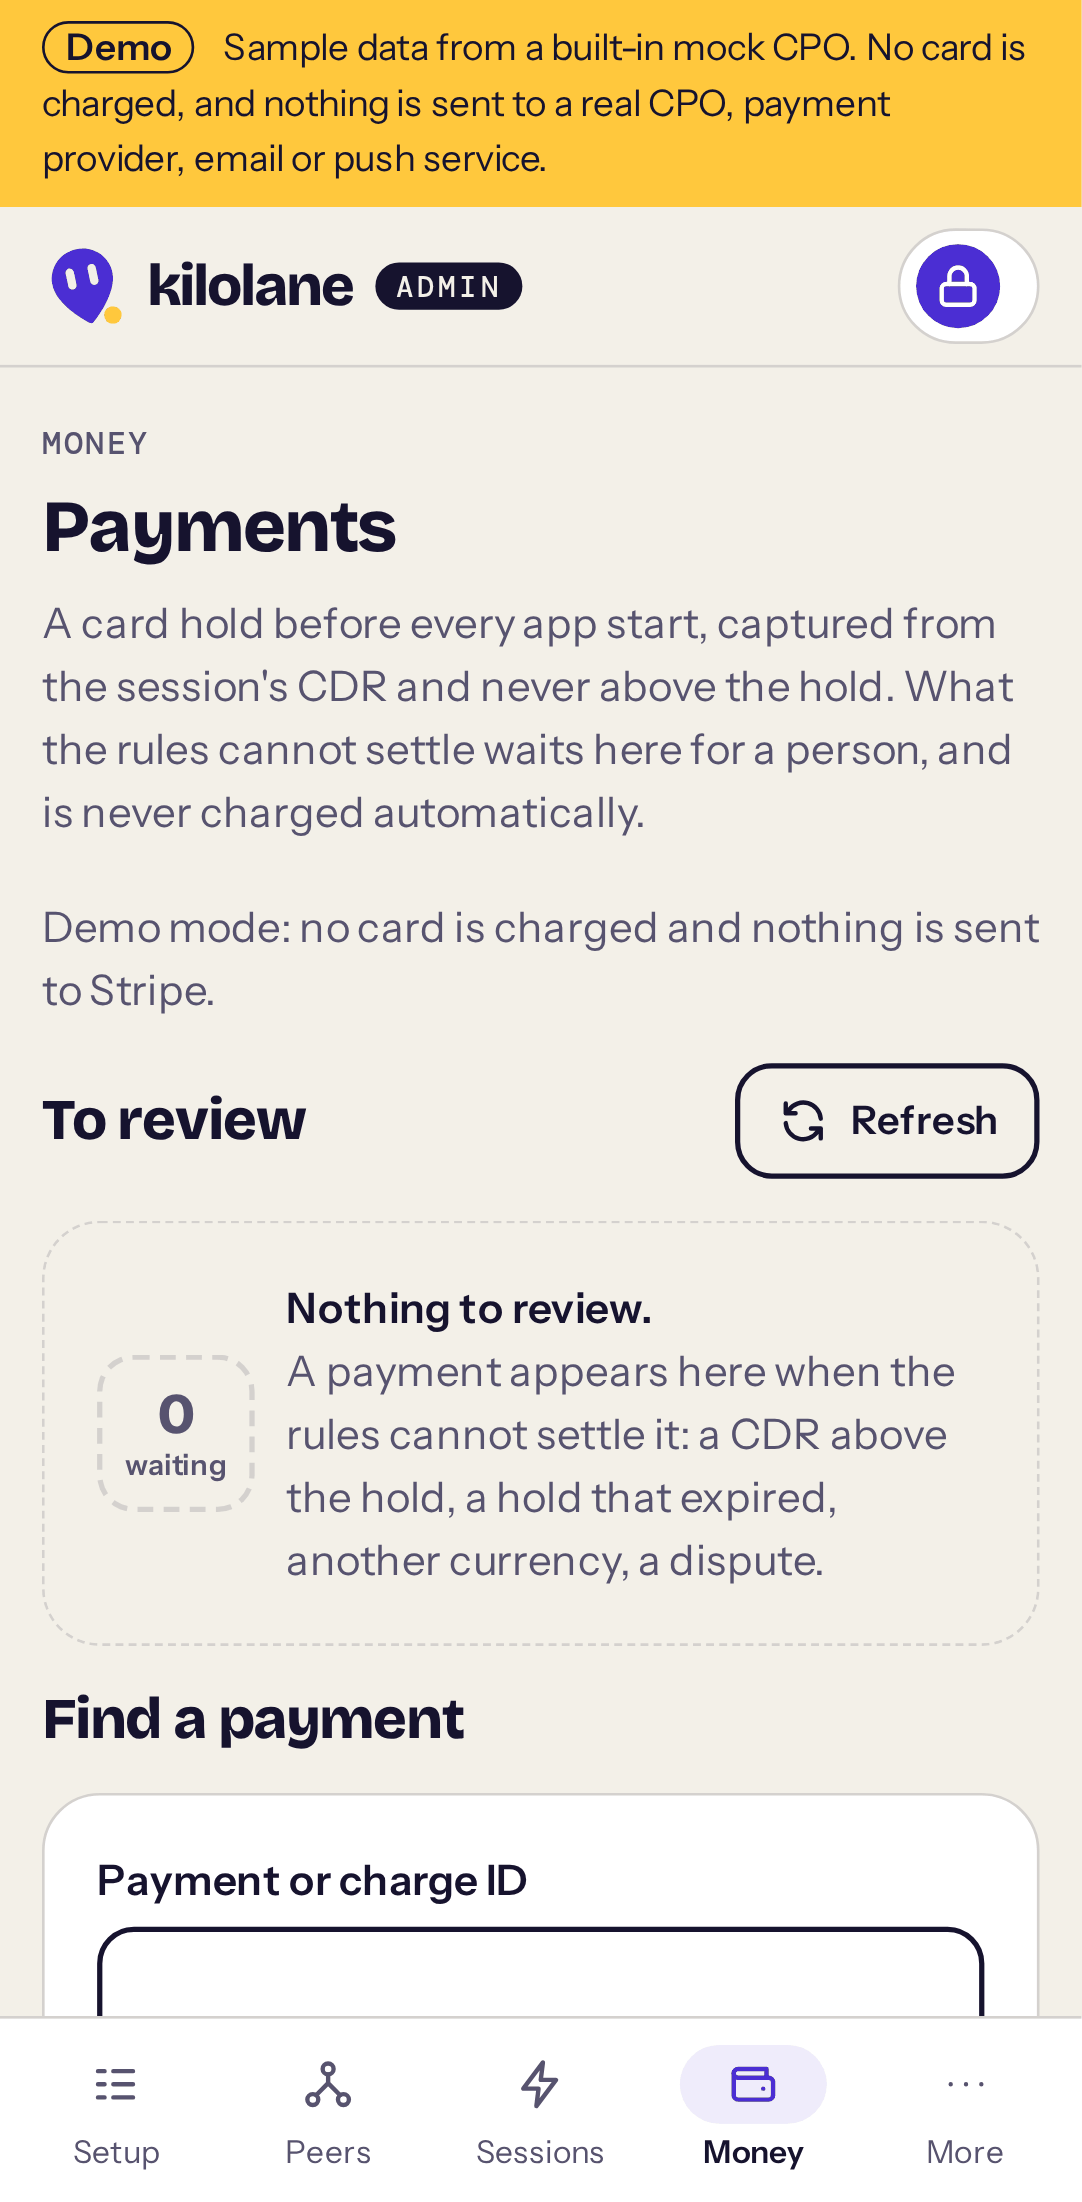 Demo Sample data from a built-in mock CPO. No card is
charged, and nothing is sent to a real CPO, payment
provider, email or push service.
kilolane ADMIN
MONEY
Payments
A card hold before every app start, captured from
the session's CDR and never above the hold. What
the rules cannot settle waits here for a person, and
is never charged automatically.
Demo mode: no card is charged and nothing is sent
to Stripe.
To review
Refresh
Nothing to review.
A payment appears here when the
rules cannot settle it: a CDR above
the hold, a hold that expired,
another currency, a dispute.
0
waiting
Find a payment
Payment or charge ID
Setup
Peers
Sessions
Money
More